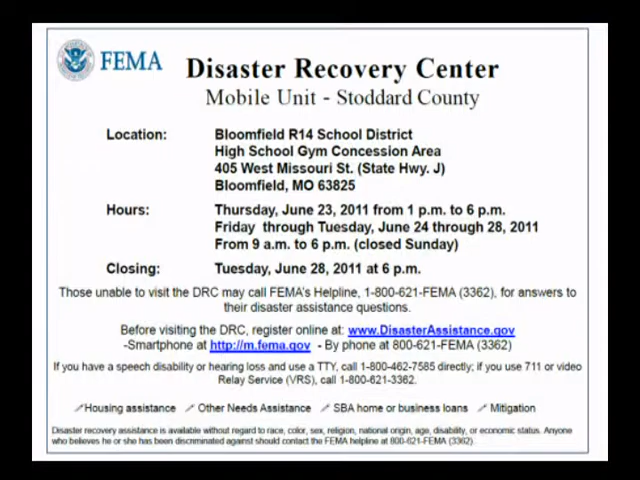 FEMA
Disaster Recovery Center
Mobile Unit - Stoddard County
Location: Bloomfield R14 School District
High School Gym Concession Area
405 West Missouri St. (State Hwy. J)
Bloomfield, MO 63825
Hours: Thursday, June 23, 2011 from 1 p.m. to 6 p.m.
Friday through Tuesday, June 24 through 28, 2011
From 9 a.m. to 6 p.m. (closed Sunday)
Closing: Tuesday, June 28, 2011 at 6 p.m.
Those unable to visit the DRC may call FEMA's Helpline, 1-800-621-FEMA (3362), for answers to
their disaster assistance questions.
Before visiting the DRC, register online at: www.DisasterAssistance.gov
-Smartphone at http://m.fema.gov - By phone at 800-621-FEMA (3362)
If you have a speech disability or hearing loss and use a TTY, call 1-800-462-7585 directly; if you use 711 or video
Relay Service (VRS), call 1-800-621-3362.
Housing assistance Other Needs Assistance SBA home or business loans Mitigation
Disaster recovery assistance is available without regard to race, color, sex, religion, national origin, age, disability, or economic status. Anyone
who believes he or she has been discriminated against should contact the FEMA helpline at 800-621-FEMA (3362).